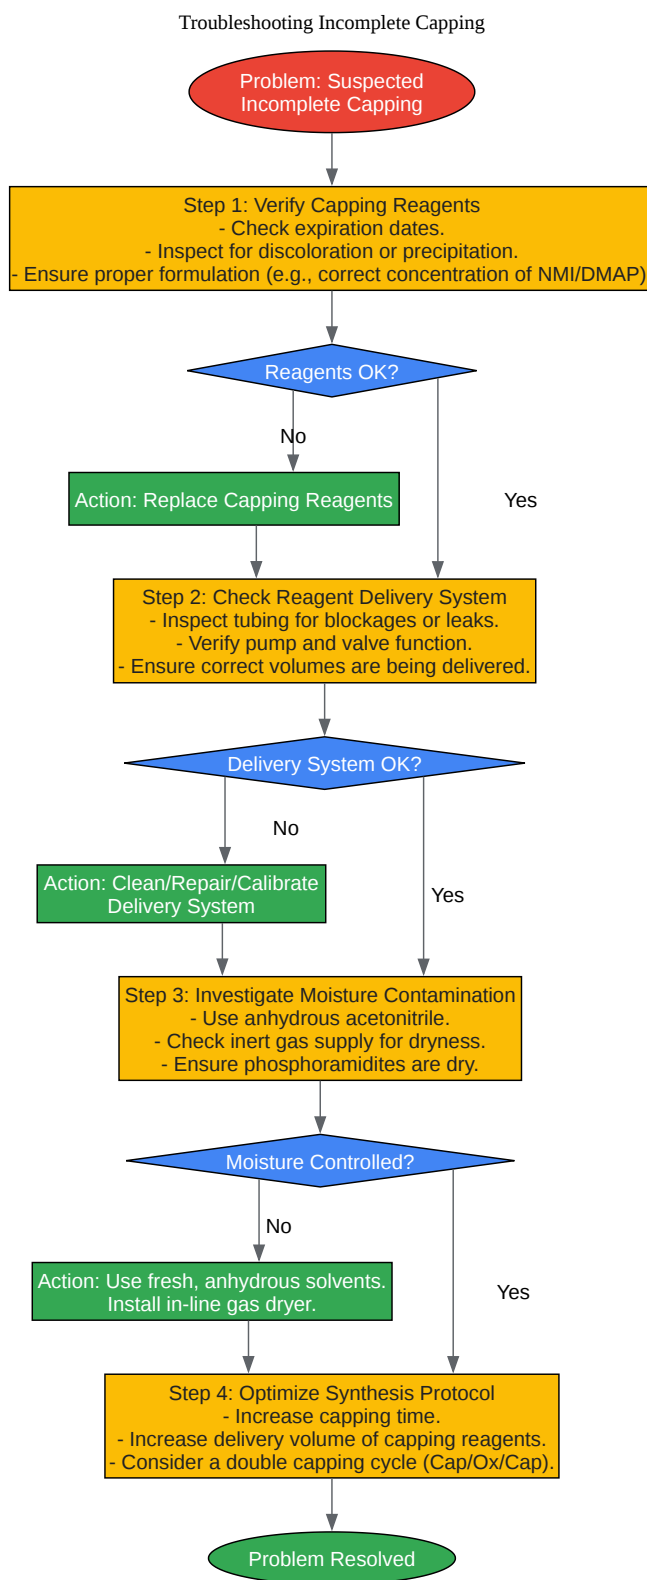 Troubleshooting Incomplete Capping
Problem: Suspected
Incomplete Capping
Step 1: Verify Capping Reagents
- Check expiration dates.
- Inspect for discoloration or precipitation.
- Ensure proper formulation (e.g., correct concentration of NMI/DMAP)
Reagents OK?
No
Action: Replace Capping Reagents
Yes
Step 2: Check Reagent Delivery System
- Inspect tubing for blockages or leaks.
- Verify pump and valve function.
- Ensure correct volumes are being delivered.
Delivery System OK?
No
Action: Clean/Repair/Calibrate
Delivery System
Yes
Step 3: Investigate Moisture Contamination
- Use anhydrous acetonitrile.
- Check inert gas supply for dryness.
- Ensure phosphoramidites are dry.
Moisture Controlled?
No
Action: Use fresh, anhydrous solvents.
Install in-line gas dryer.
Yes
Step 4: Optimize Synthesis Protocol
- Increase capping time.
- Increase delivery volume of capping reagents.
- Consider a double capping cycle (Cap/Ox/Cap).
Problem Resolved